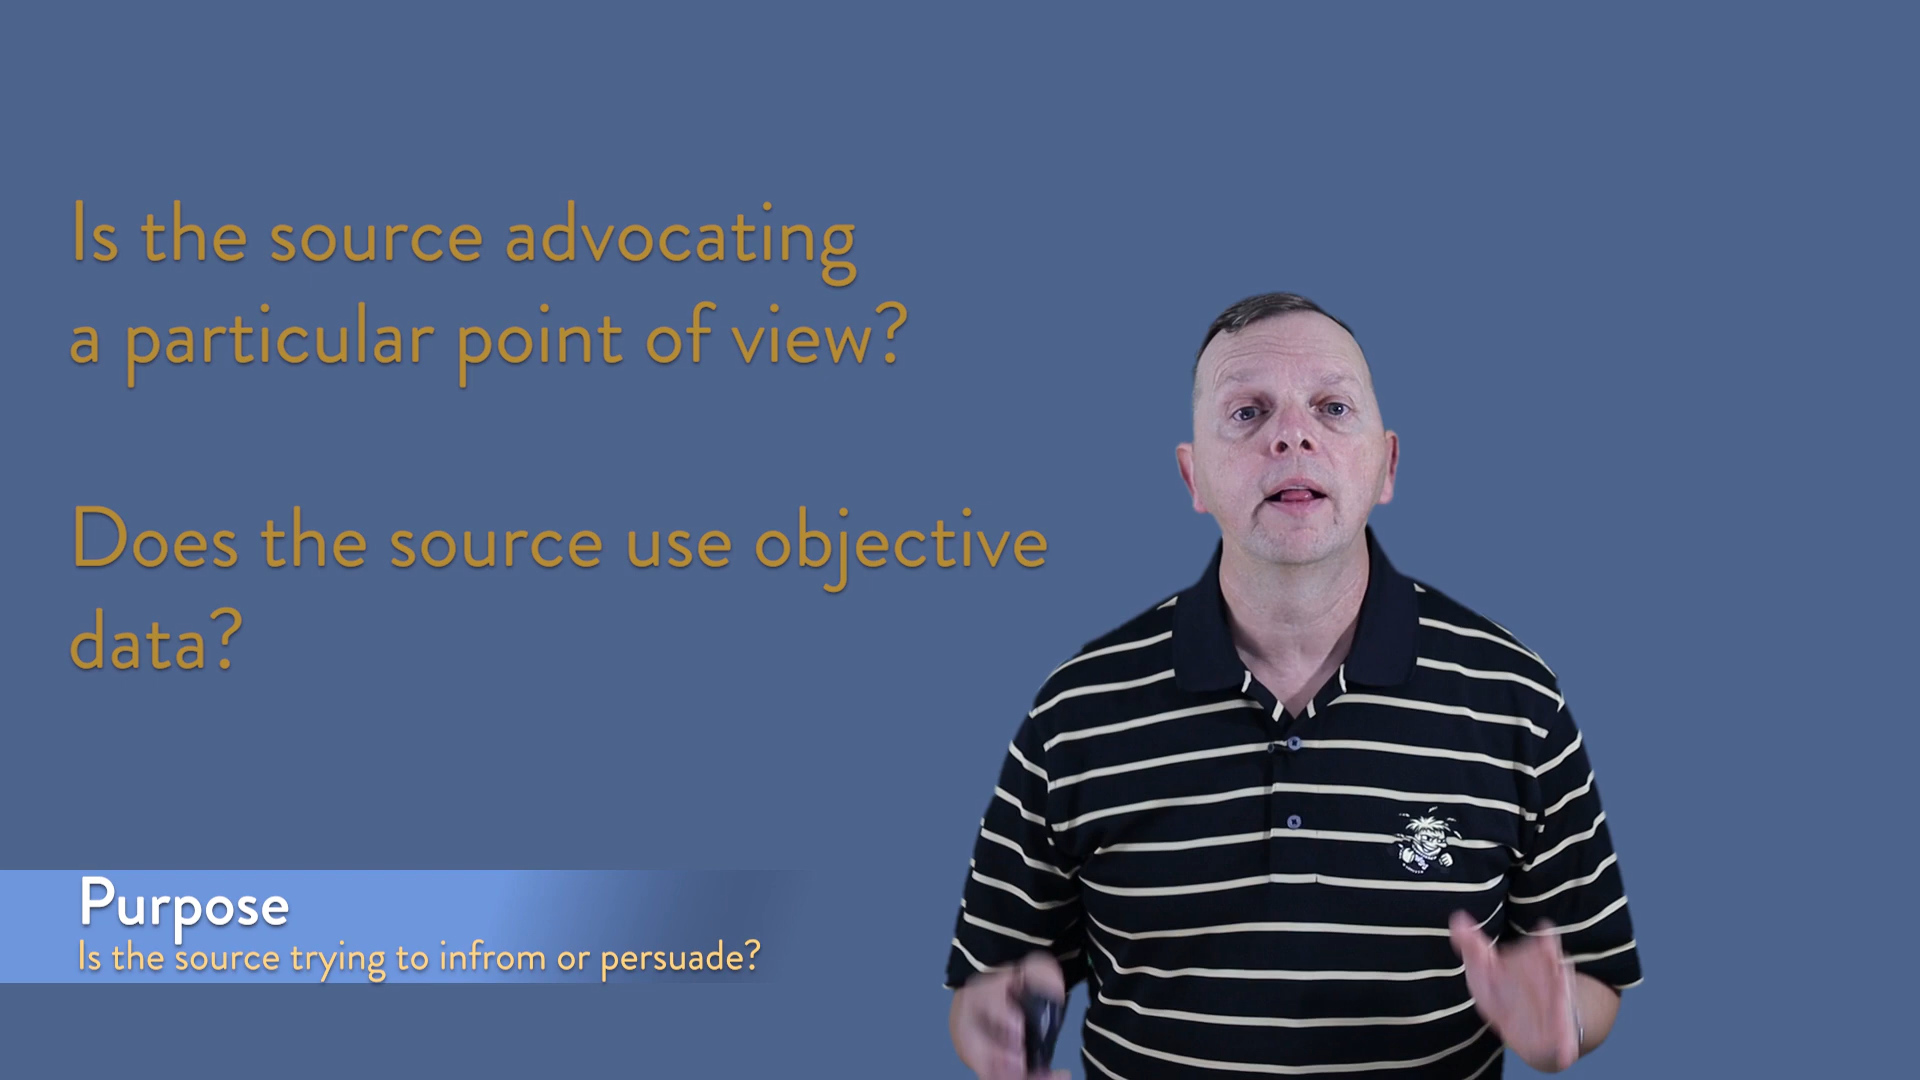 Is the source advocating
a particular point of view?
Does the source use objective
data?
Purpose
Is the source trying to infrom or persuade?